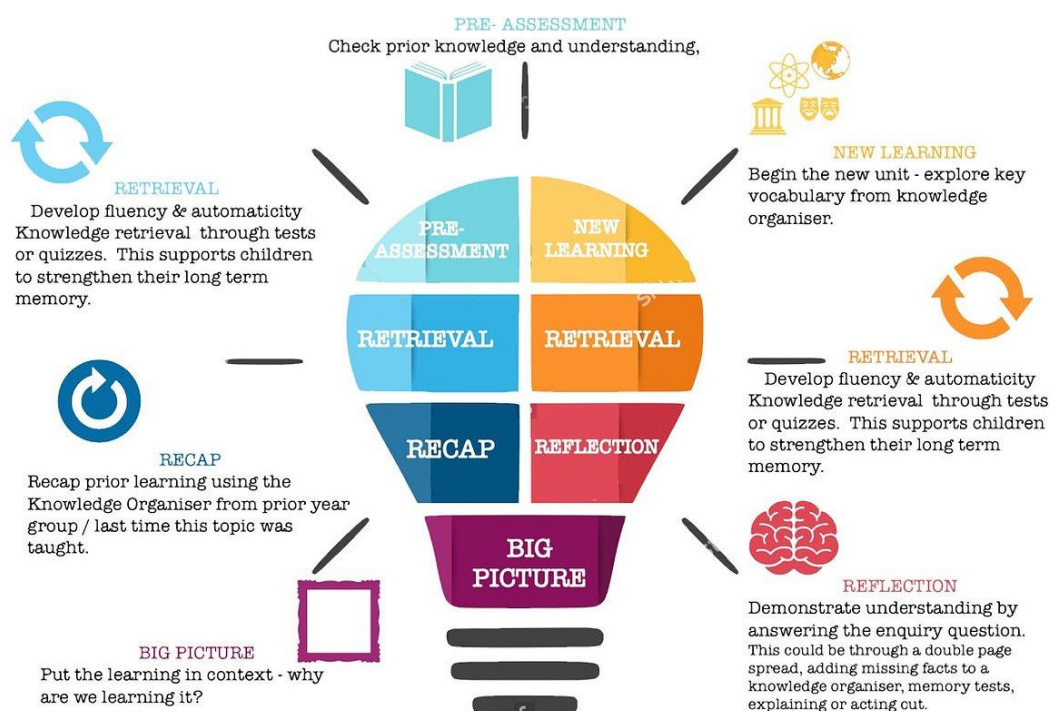 PRE- ASSESSMENT
Check prior knowledge and understanding,
RETRIEVAL
Develop fluency & automaticity
Knowledge retrieval through tests
or quizzes. This supports children
to strengthen their long term
memory.
RECAP
Recap prior learning using the
Knowledge Organiser from prior year
group / last time this topic was
taught.
BIG PICTURE
Put the learning in context - why
are we learning it?
PRE-
ASSESSMENT
NEW
LEARNING
RETRIEVAL
RETRIEVAL
RECAP
REFLECTION
BIG
PICTURE
NEW LEARNING
Begin the new unit - explore key
vocabulary from knowledge
organiser.
RETRIEVAL
Develop fluency & automaticity
Knowledge retrieval through tests
or quizzes. This supports children
to strengthen their long term
memory.
REFLECTION
Demonstrate understanding by
answering the enquiry question.
This could be through a double page
spread, adding missing facts to a
knowledge organiser, memory tests,
explaining or acting out.